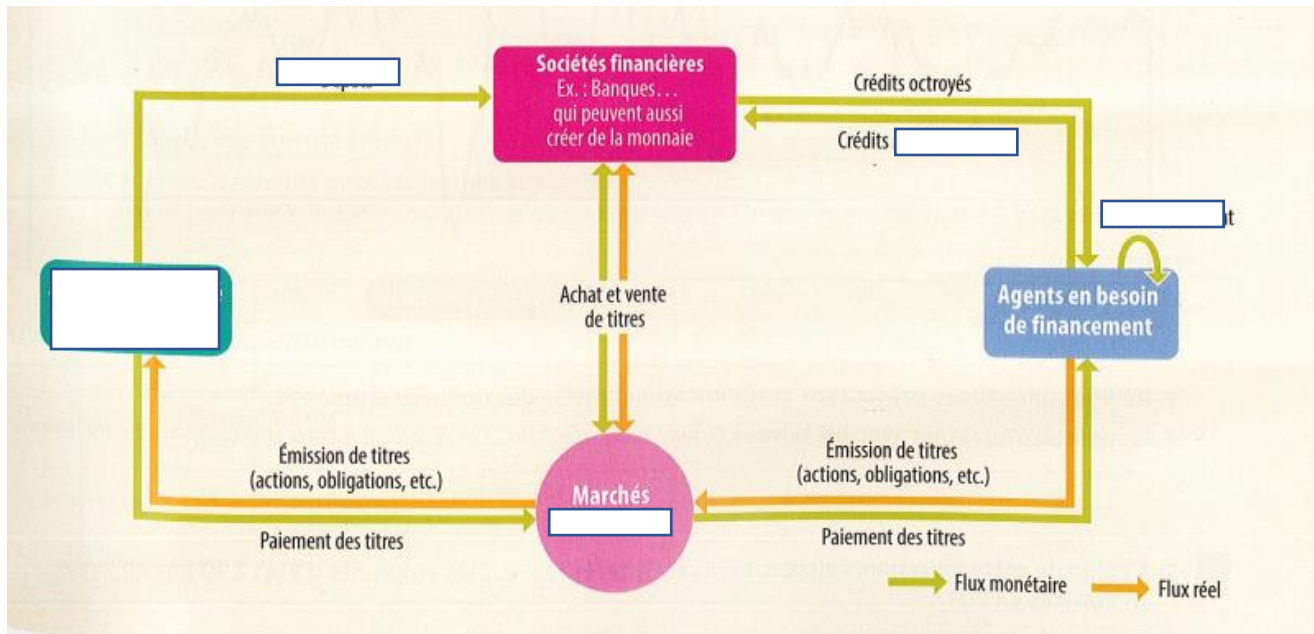 Sociétés financières
Ex. : Banques...
qui peuvent aussi
créer de la monnaie
Crédits octroyés
Crédits
t
Achat et vente
de titres
Agents en besoin
de financement
Émission de titres
(actions, obligations, etc.)
Paiement des titres
Marchés
Émission de titres
(actions, obligations, etc.)
Paiement des titres
Flux monétaire
Flux réel